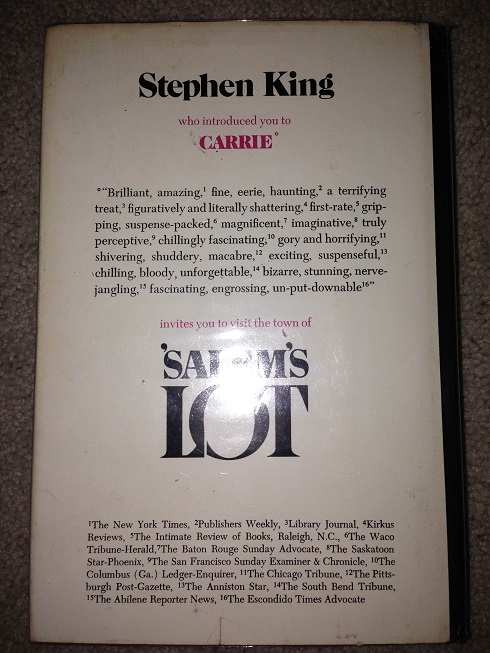 Stephen King
who introduced you to
CARRIE°
°"Brilliant, amazing,¹ fine, eerie, haunting,² a terrifying
treat,³ figuratively and literally shattering,⁴ first-rate,⁵ grip-
ping, suspense-packed,⁶ magnificent,⁷ imaginative,⁸ truly
perceptive,⁹ chillingly fascinating,¹⁰ gory and horrifying,¹¹
shivering, shuddery, macabre,¹² exciting, suspenseful,¹³
chilling, bloody, unforgettable,¹⁴ bizarre, stunning, nerve-
jangling,¹⁵ fascinating, engrossing, un-put-downable¹⁶"
invites you to visit the town of
'SALEM'S
LOT
¹The New York Times, ²Publishers Weekly, ³Library Journal, ⁴Kirkus
Reviews, ⁵The Intimate Review of Books, Raleigh, N.C., ⁶The Waco
Tribune-Herald,⁷The Baton Rouge Sunday Advocate, ⁸The Saskatoon
Star-Phoenix, ⁹The San Francisco Sunday Examiner & Chronicle, ¹⁰The
Columbus (Ga.) Ledger-Enquirer, ¹¹The Chicago Tribune, ¹²The Pitts-
burgh Post-Gazette, ¹³The Anniston Star, ¹⁴The South Bend Tribune,
¹⁵The Abilene Reporter News, ¹⁶The Escondido Times Advocate